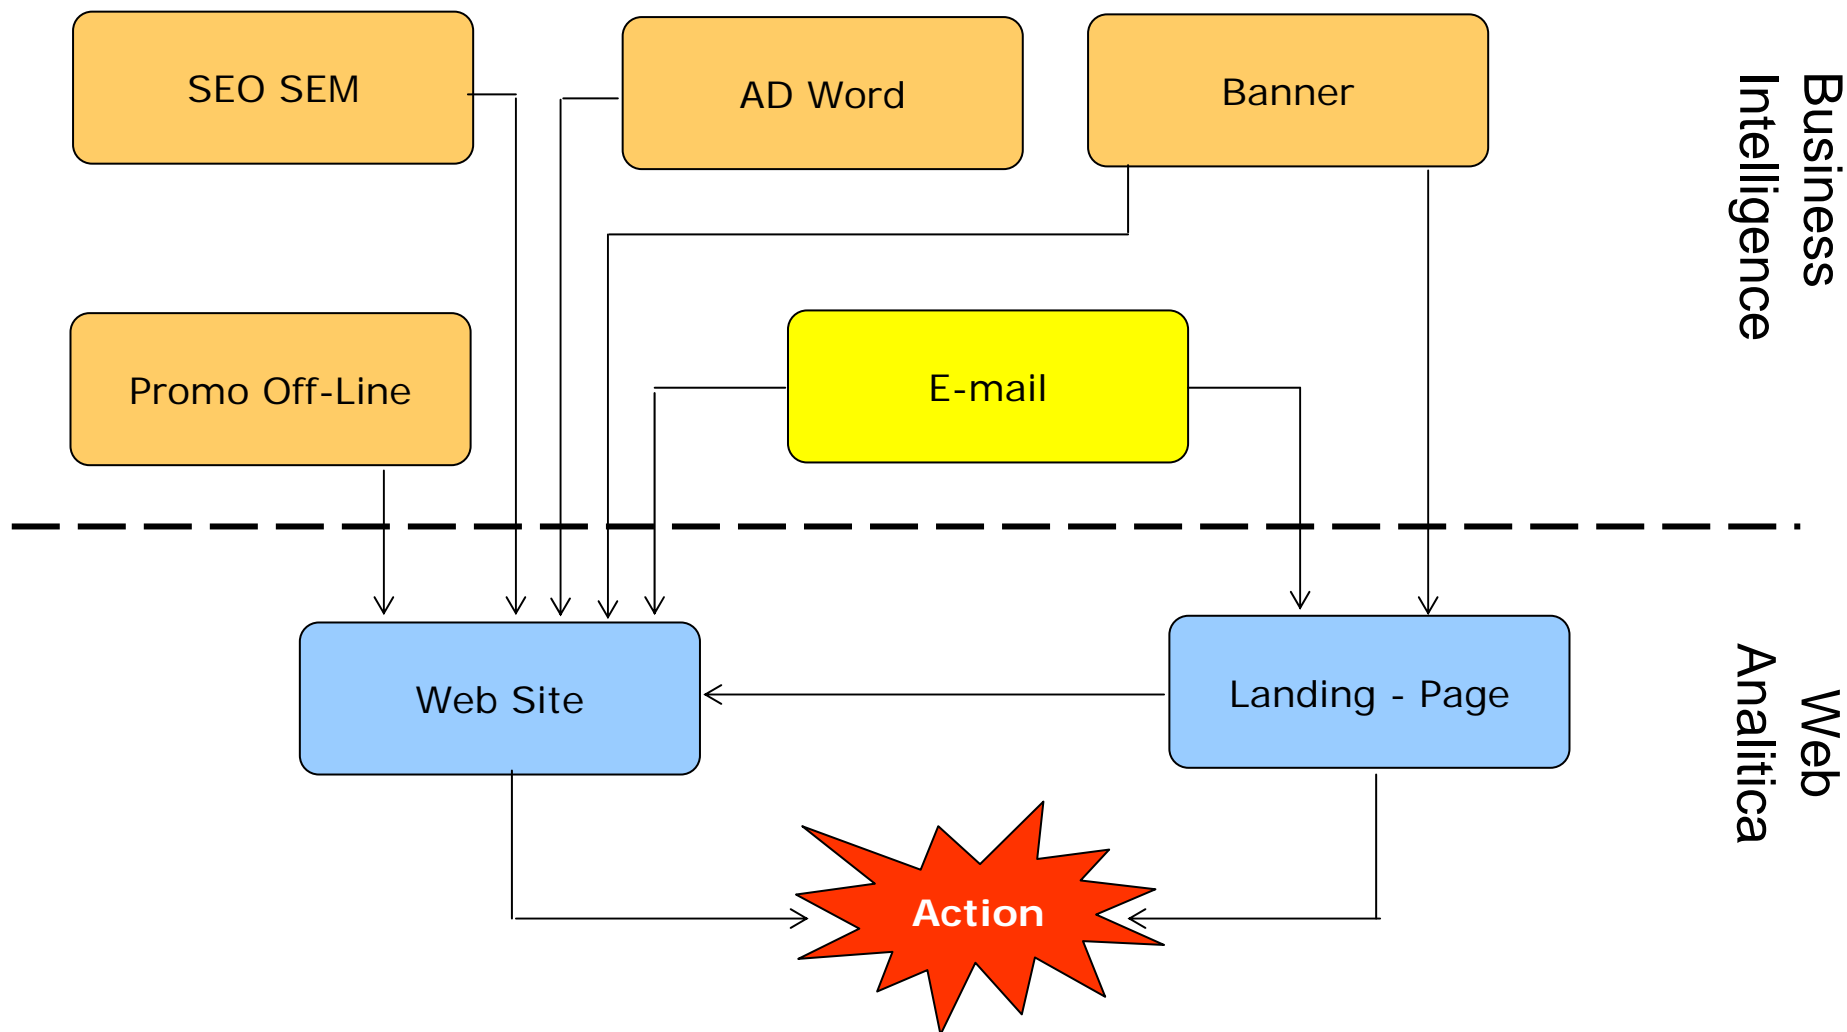 SEO SEM
AD Word
Banner
Business
Intelligence
Promo Off-Line
E-mail
Web Site
Landing - Page
Web
Analitica
Action